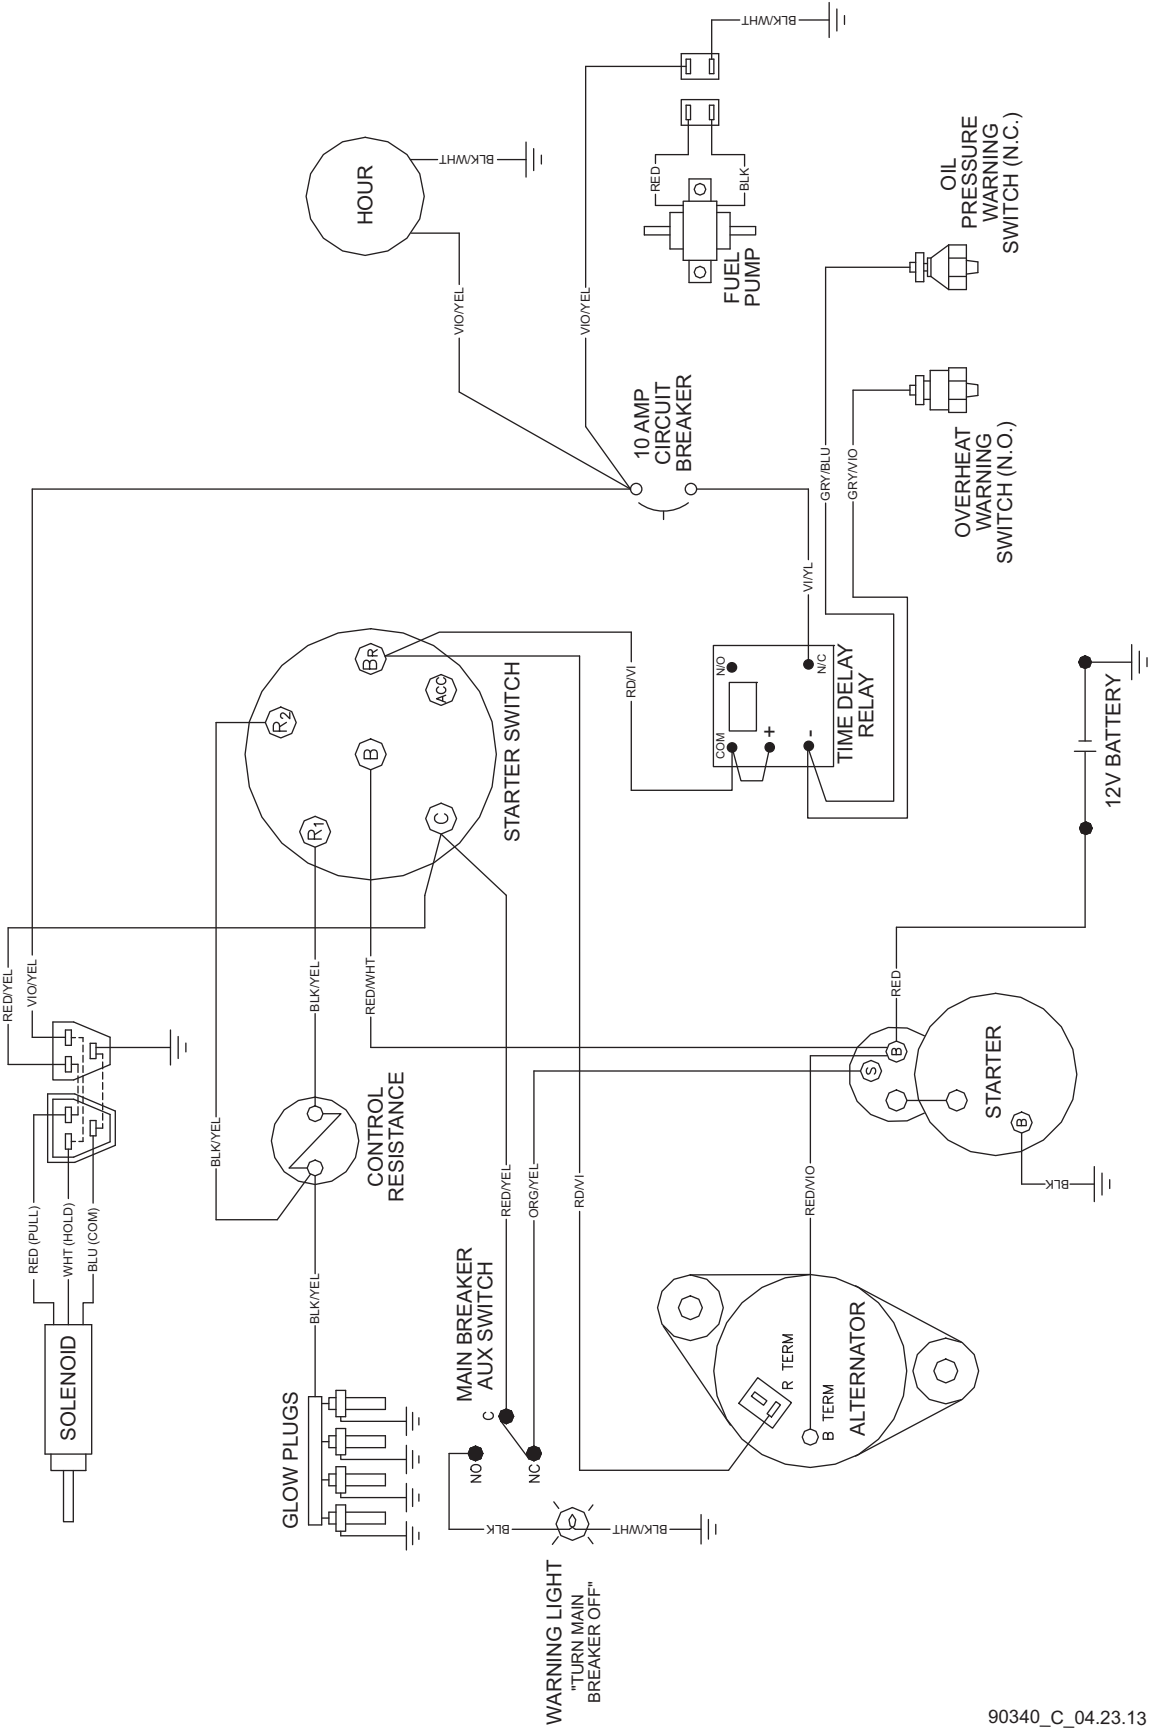 BLK/WHT
HOUR
BLK/WHT
VIO/YEL
VIO/YEL
RED
BLK
FUEL
PUMP
OIL
PRESSURE
WARNING
SWITCH (N.C.)
10 AMP
CIRCUIT
BREAKER
GRY/BLU
GRY/VIO
OVERHEAT
WARNING
SWITCH (N.O.)
VI/YL
RD/VI
BR
R2
ACC
B
R1
C
STARTER SWITCH
N/O
N/C
COM
+
-
TIME DELAY
RELAY
12V BATTERY
RED/YEL
VIO/YEL
BLK/YEL
RED/WHT
RED
BLK/YEL
CONTROL
RESISTANCE
S
B
STARTER
B
BLK
RED (PULL)
WHT (HOLD)
BLU (COM)
SOLENOID
BLK/YEL
RED/YEL
ORG/YEL
RD/VI
RED/VIO
GLOW PLUGS
MAIN BREAKER
AUX SWITCH
C
NO
NC
R TERM
B TERM
ALTERNATOR
BLK
BLK/WHT
WARNING LIGHT
"TURN MAIN
BREAKER OFF"
90340_C_04.23.13